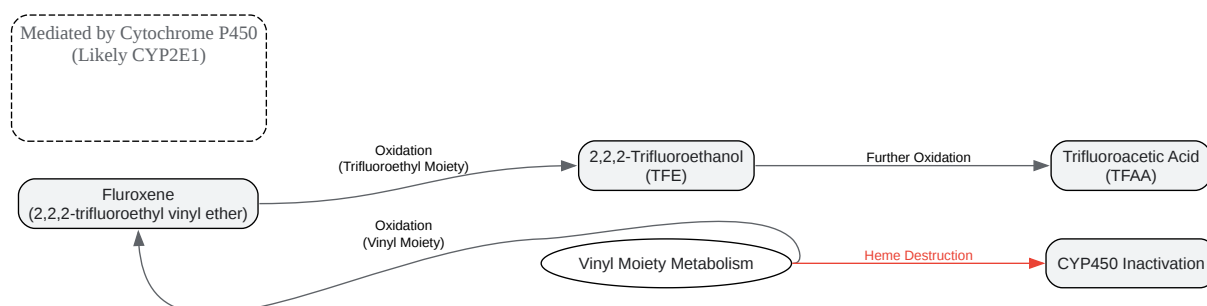 Mediated by Cytochrome P450
(Likely CYP2E1)
Oxidation
(Trifluoroethyl Moiety)
2,2,2-Trifluoroethanol
(TFE)
Further Oxidation
Trifluoroacetic Acid
(TFAA)
Fluroxene
(2,2,2-trifluoroethyl vinyl ether)
Oxidation
(Vinyl Moiety)
Vinyl Moiety Metabolism
Heme Destruction
CYP450 Inactivation